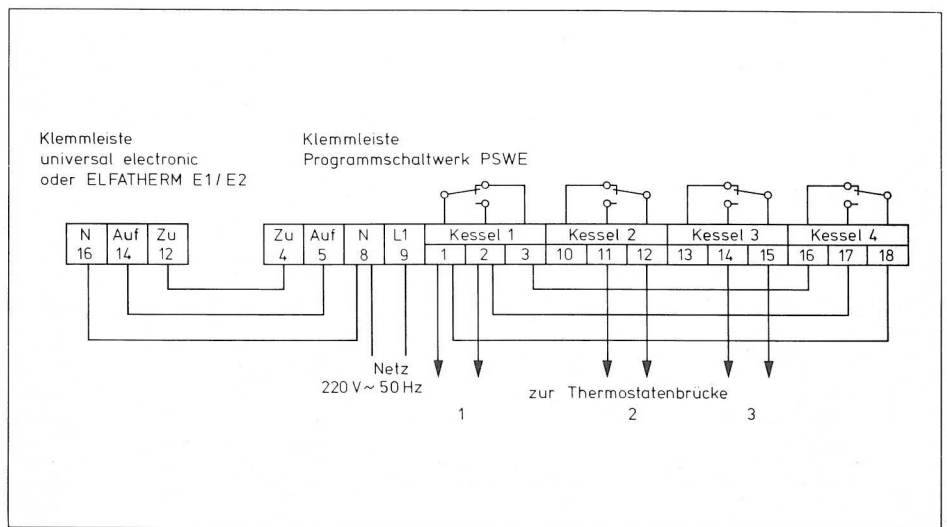 Klemmleiste
universal electronic
oder ELFATHERM E1/E2
Klemmleiste
Programmschaltwerk PSWE
N Auf Zu
16 14 12
Zu Auf N L1 Kessel 1 Kessel 2 Kessel 3 Kessel 4
4 5 8 9 1 2 3 10 11 12 13 14 15 16 17 18
Netz
220 V~ 50 Hz
zur Thermostatenbrücke
1 2 3